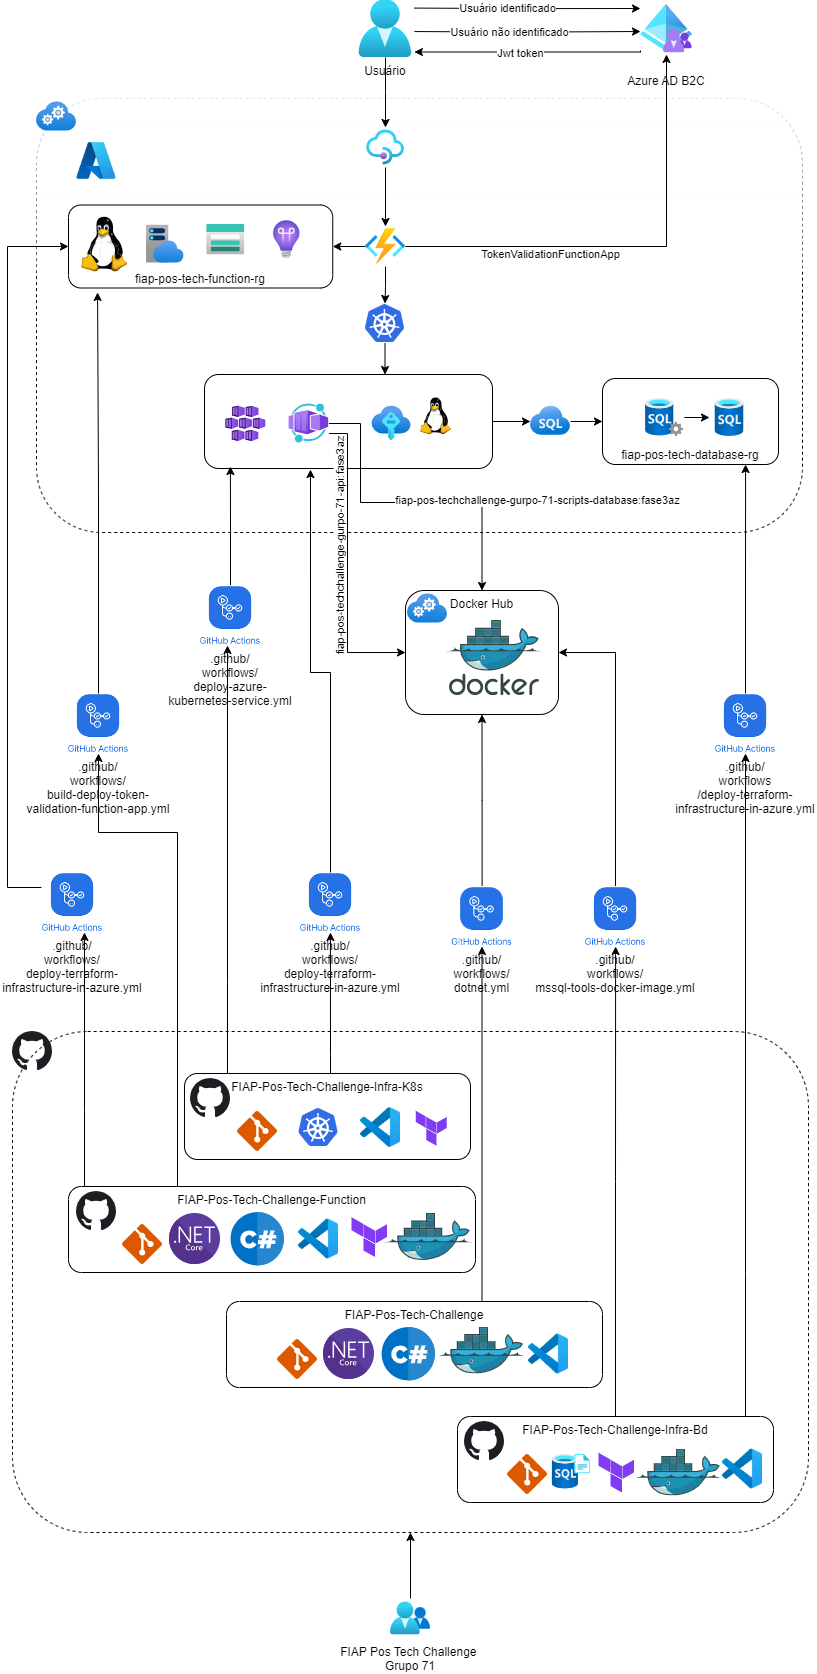 Usuário identificado
Usuário não identificado
Jwt token
Usuário
Azure AD B2C
TokenValidationFunctionApp
fiap-pos-tech-function-rg
SQL
SQL
SQL
fiap-pos-tech-database-rg
fiap-pos-techchallenge-gurpo-71-api:fase3az
fiap-pos-techchallenge-gurpo-71-scripts-database:fase3az
Docker Hub
docker
GitHub Actions
.github/
workflows/
deploy-azure-
kubernetes-service.yml
GitHub Actions
.github/
workflows/
build-deploy-token-
validation-function-app.yml
GitHub Actions
.github/
workflows
/deploy-terraform-
infrastructure-in-azure.yml
GitHub Actions
.github/
workflows/
deploy-terraform-
infrastructure-in-azure.yml
GitHub Actions
.github/
workflows/
deploy-terraform-
infrastructure-in-azure.yml
GitHub Actions
.github/
workflows/
dotnet.yml
GitHub Actions
.github/
workflows/
mssql-tools-docker-image.yml
FIAP-Pos-Tech-Challenge-Infra-K8s
FIAP-Pos-Tech-Challenge-Function
.NET
Core
C#
FIAP-Pos-Tech-Challenge
.NET
Core
C#
FIAP-Pos-Tech-Challenge-Infra-Bd
SQL
FIAP Pos Tech Challenge
Grupo 71